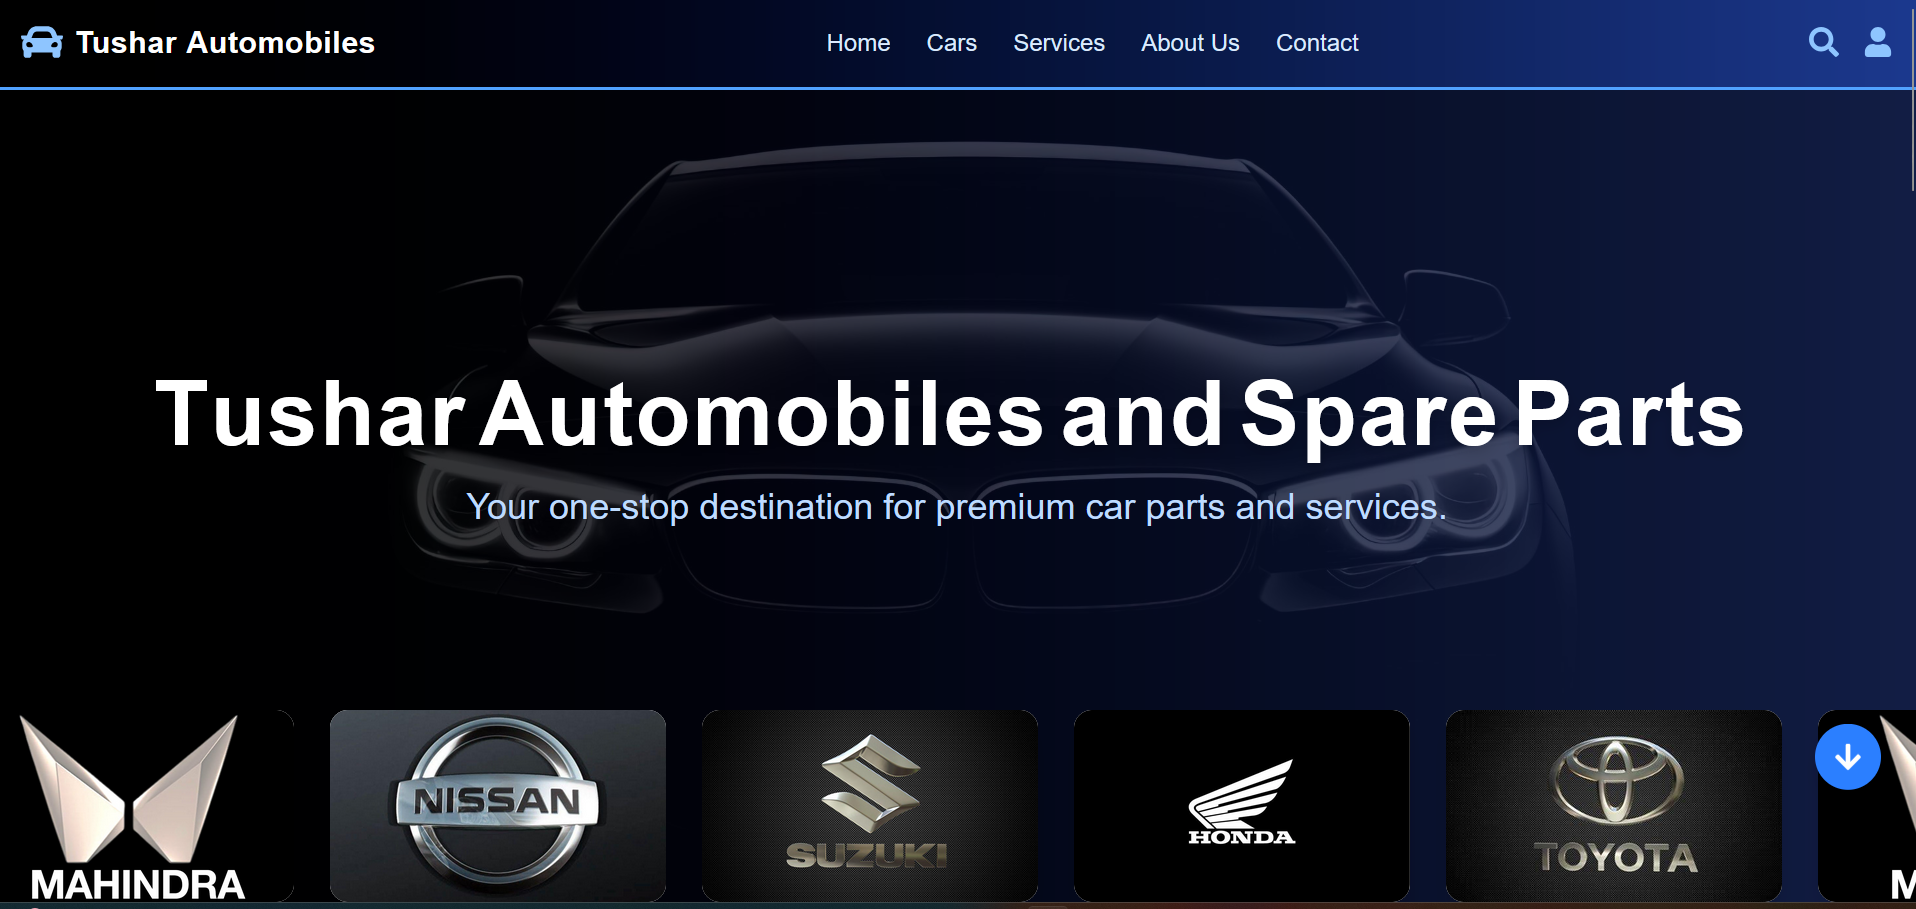 Tushar Automobiles
Home
Cars
Services
About Us
Contact
Tushar Automobiles and Spare Parts
Your one-stop destination for premium car parts and services.
MAHINDRA
NISSAN
SUZUKI
HONDA
TOYOTA
M